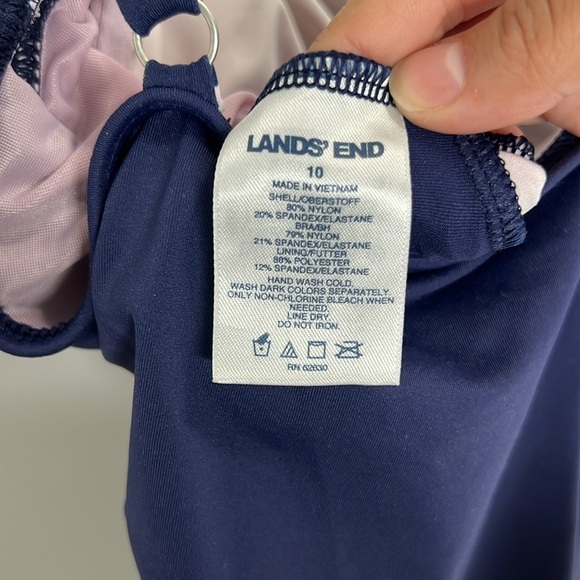 LANDS' END
10
MADE IN VIETNAM
SHELL/OBERSTOFF
80% NYLON
20% SPANDEX/ELASTANE
BRA/BH
79% NYLON
21% SPANDEX/ELASTANE
LINING/FUTTER
88% POLYESTER
12% SPANDEX/ELASTANE
HAND WASH COLD.
WASH DARK COLORS SEPARATELY.
ONLY NON-CHLORINE BLEACH WHEN
NEEDED.
LINE DRY.
DO NOT IRON.
RN 62830